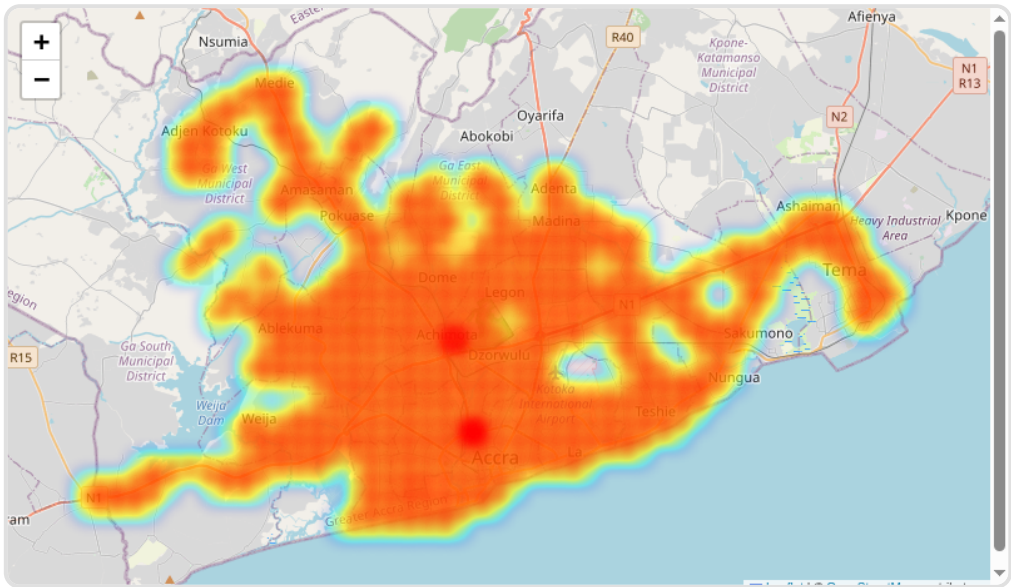 +
−
Easte
Afienya
Nsumia
R40
Kpone-
Katamanso
Municipal
District
N1
R13
Medie
N2
Oyarifa
Adjen Kotoku
Abokobi
Ga West
Municipal
District
Ga East
Municipal
District
Amasaman
Adenta
Pokuase
Madina
Ashaiman
Heavy Industrial
Area
Kpone
Dome
Tema
Legon
egion
N1
Ablekuma
Sakumono
Dzorwulu
R15
Ga South
Municipal
District
Nungua
Kotoka
International
Airport
Weija
Dam
Weija
Teshie
La
Accra
N1
Greater Accra Region
am